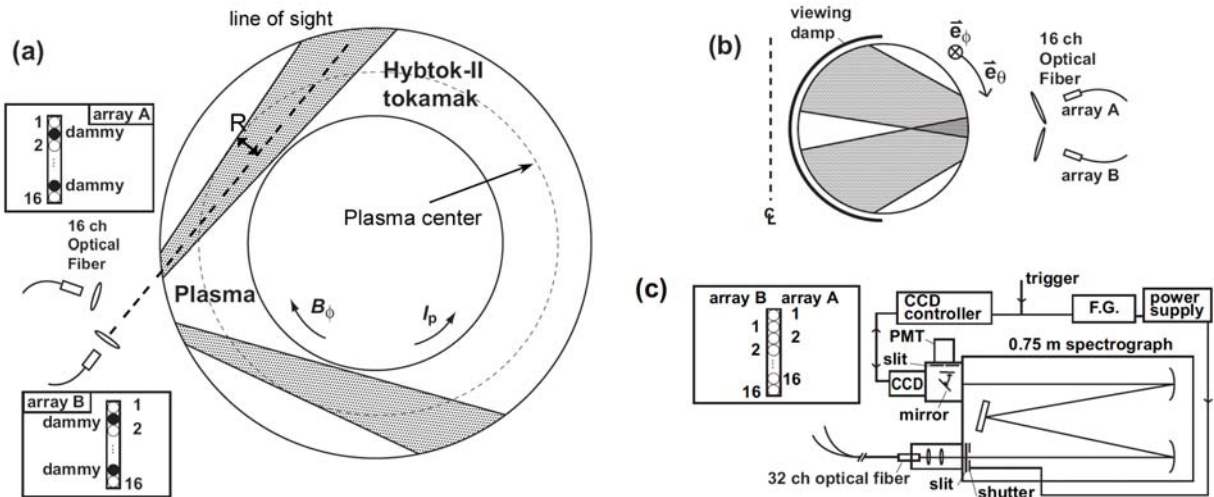 (a)
line of sight
Hybtok-II
tokamak
R
array A
1
dammy
2
dammy
16
16 ch
Optical
Fiber
Plasma center
Plasma
Bϕ
Ip
array B
1
dammy
2
dammy
16
(b)
viewing
damp
e⃗ϕ
e⃗θ
16 ch
Optical
Fiber
array A
array B
℄
(c)
array B array A
1
1
2
2
16
16
trigger
CCD
controller
F.G.
power
supply
PMT
slit
0.75 m spectrograph
CCD
mirror
32 ch optical fiber
slit
shutter